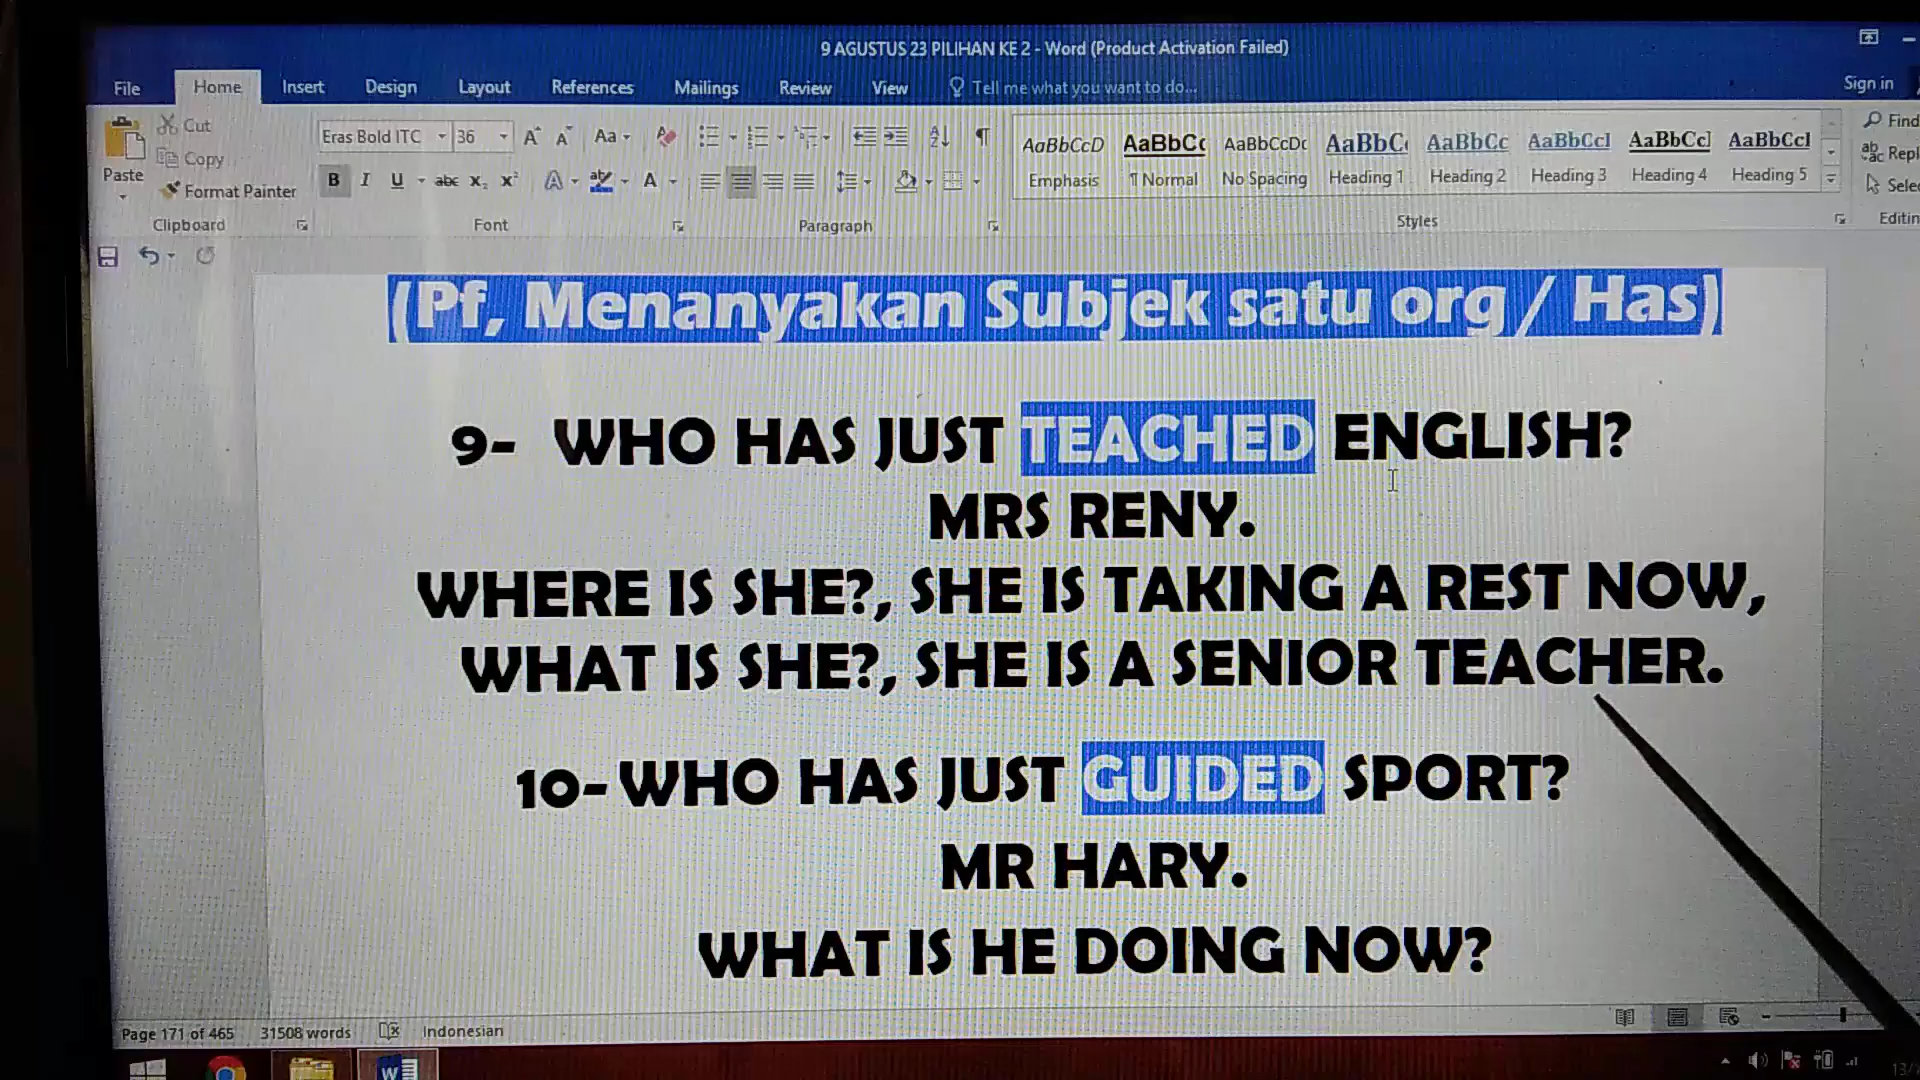 9 AGUSTUS 23 PILIHAN KE 2 - Word (Product Activation Failed)
File Home Insert Design Layout References Mailings Review View Tell me what you want to do... Sign in
Cut
Copy
Format Painter
Paste
Clipboard
Eras Bold ITC 36
Font
Paragraph
AaBbCcD AaBbCc AaBbCcDc AaBbC AaBbCc AaBbCcI AaBbCcI AaBbCcI
Emphasis ¶ Normal No Spacing Heading 1 Heading 2 Heading 3 Heading 4 Heading 5
Styles
Find
Repl
Selec
Editin
(Pf, Menanyakan Subjek satu org / Has)
9- WHO HAS JUST TEACHED ENGLISH?
MRS RENY.
WHERE IS SHE?, SHE IS TAKING A REST NOW,
WHAT IS SHE?, SHE IS A SENIOR TEACHER.
10- WHO HAS JUST GUIDED SPORT?
MR HARY.
WHAT IS HE DOING NOW?
Page 171 of 465 31508 words Indonesian